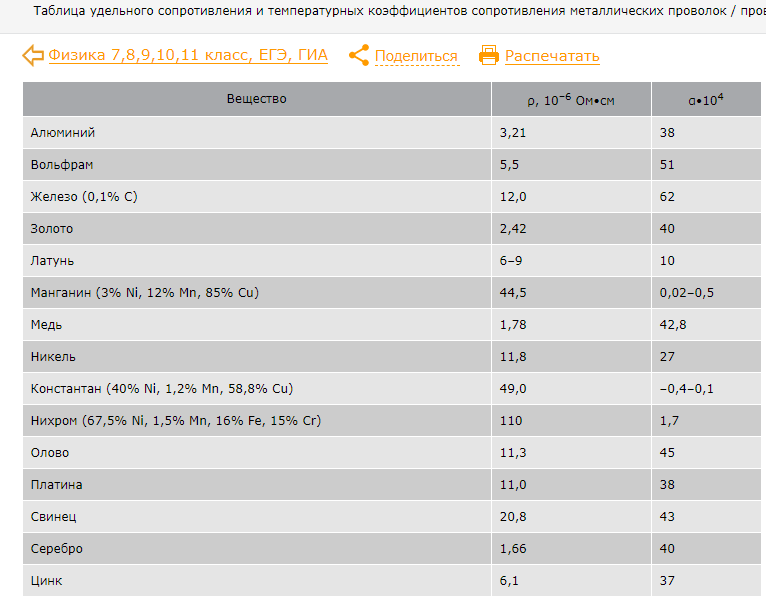 Таблица удельного сопротивления и температурных коэффициентов сопротивления металлических проволок /
Физика 7,8,9,10,11 класс, ЕГЭ, ГИА Поделиться Распечатать
Вещество ρ, 10⁻⁶ Ом•см α•10⁴
Алюминий 3,21 38
Вольфрам 5,5 51
Железо (0,1% C) 12,0 62
Золото 2,42 40
Латунь 6–9 10
Манганин (3% Ni, 12% Mn, 85% Cu) 44,5 0,02–0,5
Медь 1,78 42,8
Никель 11,8 27
Константан (40% Ni, 1,2% Mn, 58,8% Cu) 49,0 –0,4–0,1
Нихром (67,5% Ni, 1,5% Mn, 16% Fe, 15% Cr) 110 1,7
Олово 11,3 45
Платина 11,0 38
Свинец 20,8 43
Серебро 1,66 40
Цинк 6,1 37